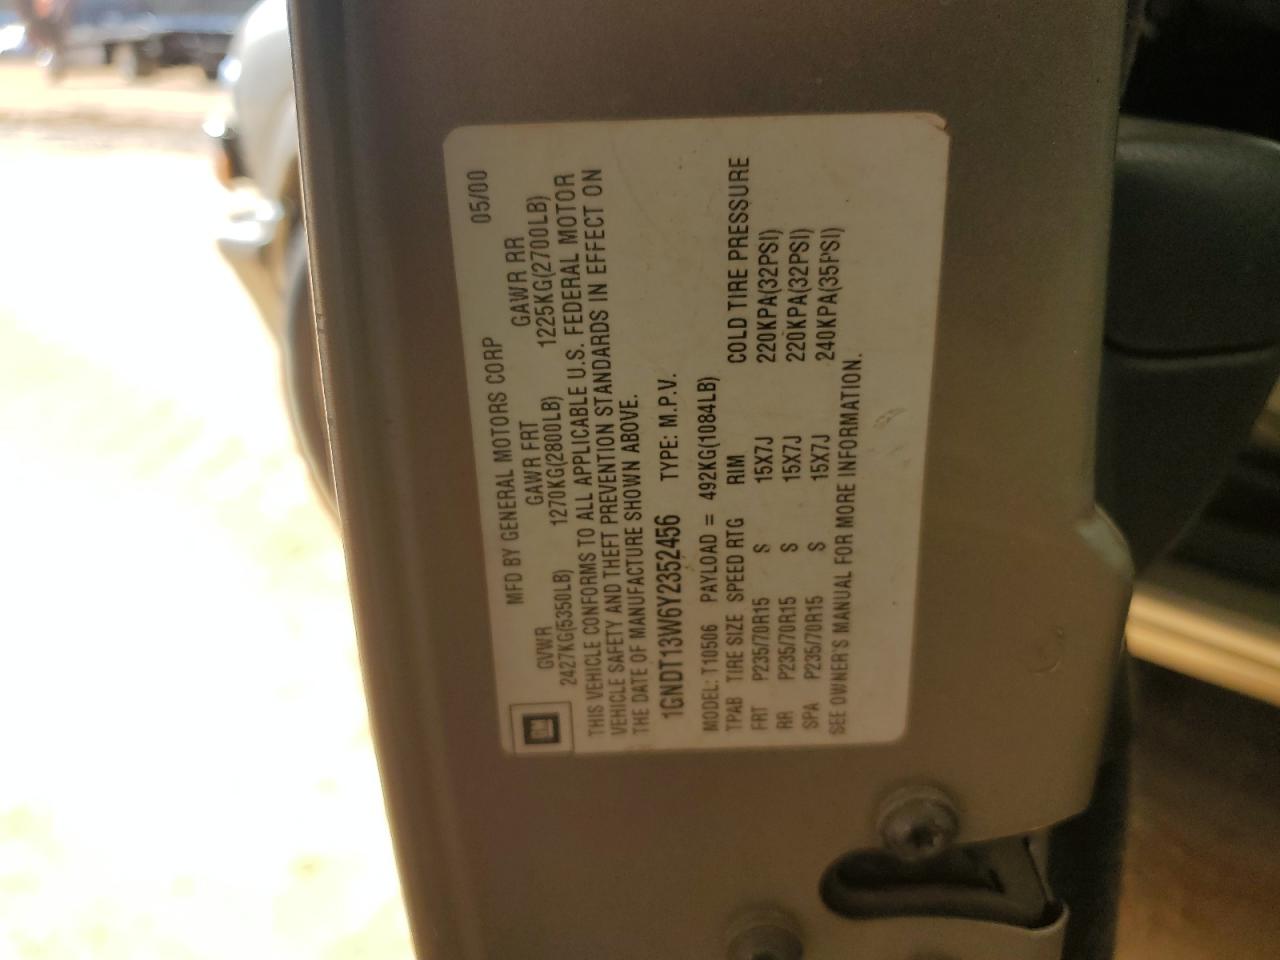 MFD BY GENERAL MOTORS CORP 05/00
GVWR GAWR FRT GAWR RR
2427KG(5350LB) 1270KG(2800LB) 1225KG(2700LB)
THIS VEHICLE CONFORMS TO ALL APPLICABLE U.S. FEDERAL MOTOR
VEHICLE SAFETY AND THEFT PREVENTION STANDARDS IN EFFECT ON
THE DATE OF MANUFACTURE SHOWN ABOVE.
1GNDT13W6Y2352456 TYPE: M.P.V.
MODEL: T10506 PAYLOAD = 492KG(1084LB)
TPAB TIRE SIZE SPEED RTG RIM COLD TIRE PRESSURE
FRT P235/70R15 S 15X7J 220KPA(32PSI)
RR P235/70R15 S 15X7J 220KPA(32PSI)
SPA P235/70R15 S 15X7J 240KPA(35PSI)
SEE OWNER'S MANUAL FOR MORE INFORMATION.
GM